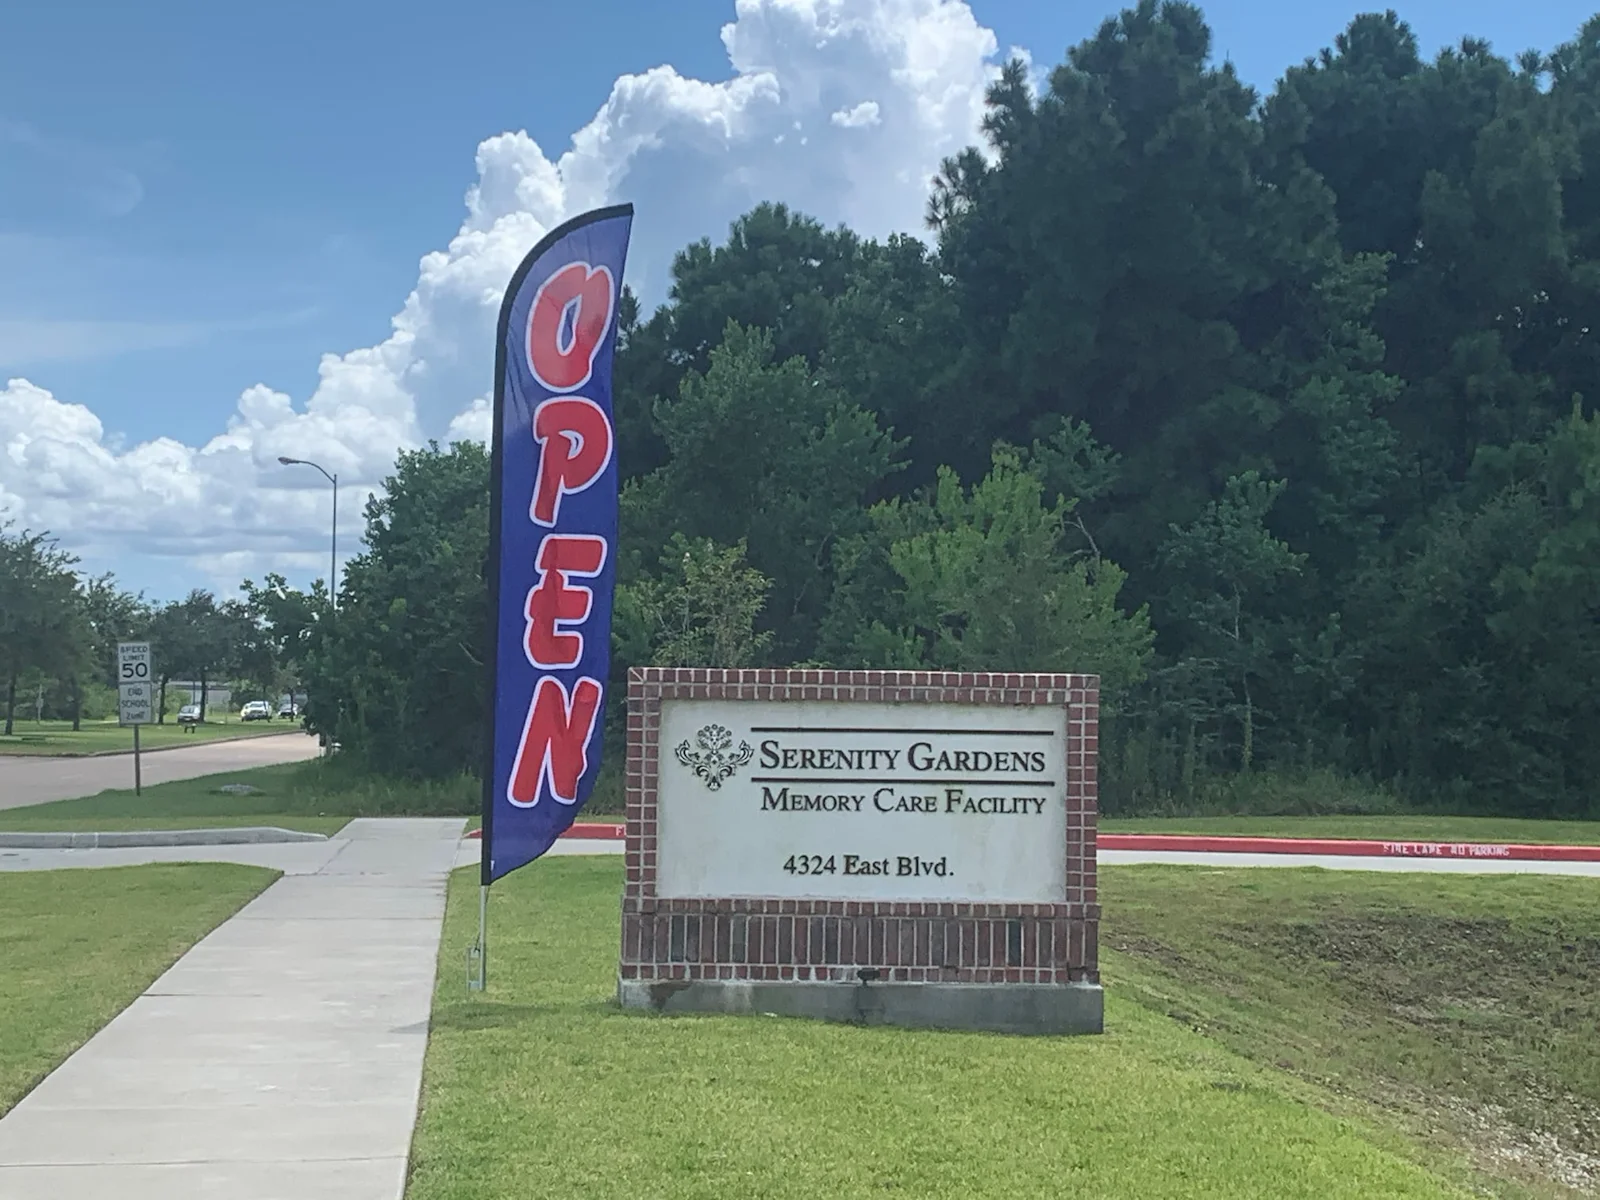 OPEN
SPEED
LIMIT
50
END
SCHOOL
ZONE
SERENITY GARDENS
MEMORY CARE FACILITY
4324 East Blvd.
FIRE LANE NO PARKING